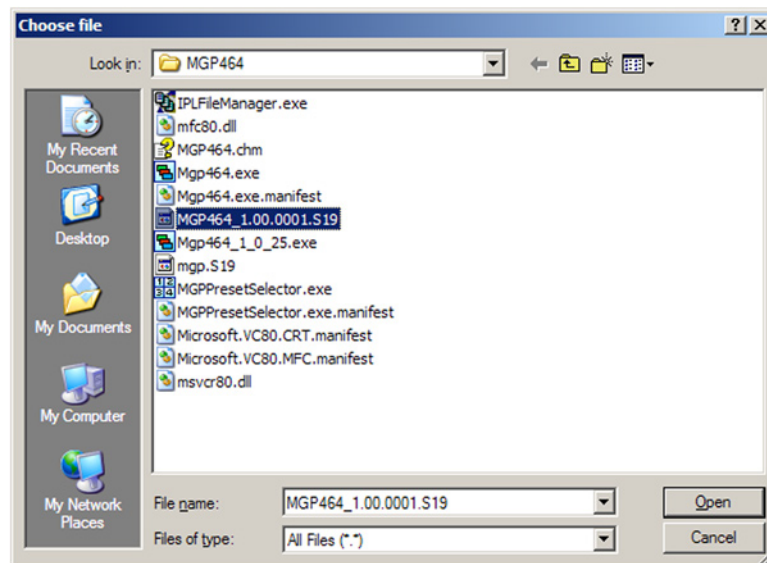 Choose file
Look in: MGP464
My Recent
Documents
Desktop
My Documents
My Computer
My Network
Places
IPLFileManager.exe
mfc80.dll
MGP464.chm
Mgp464.exe
Mgp464.exe.manifest
MGP464_1.00.0001.S19
Mgp464_1_0_25.exe
mgp.S19
MGPPresetSelector.exe
MGPPresetSelector.exe.manifest
Microsoft.VC80.CRT.manifest
Microsoft.VC80.MFC.manifest
msvcr80.dll
File name: MGP464_1.00.0001.S19 Open
Files of type: All Files (*.*) Cancel